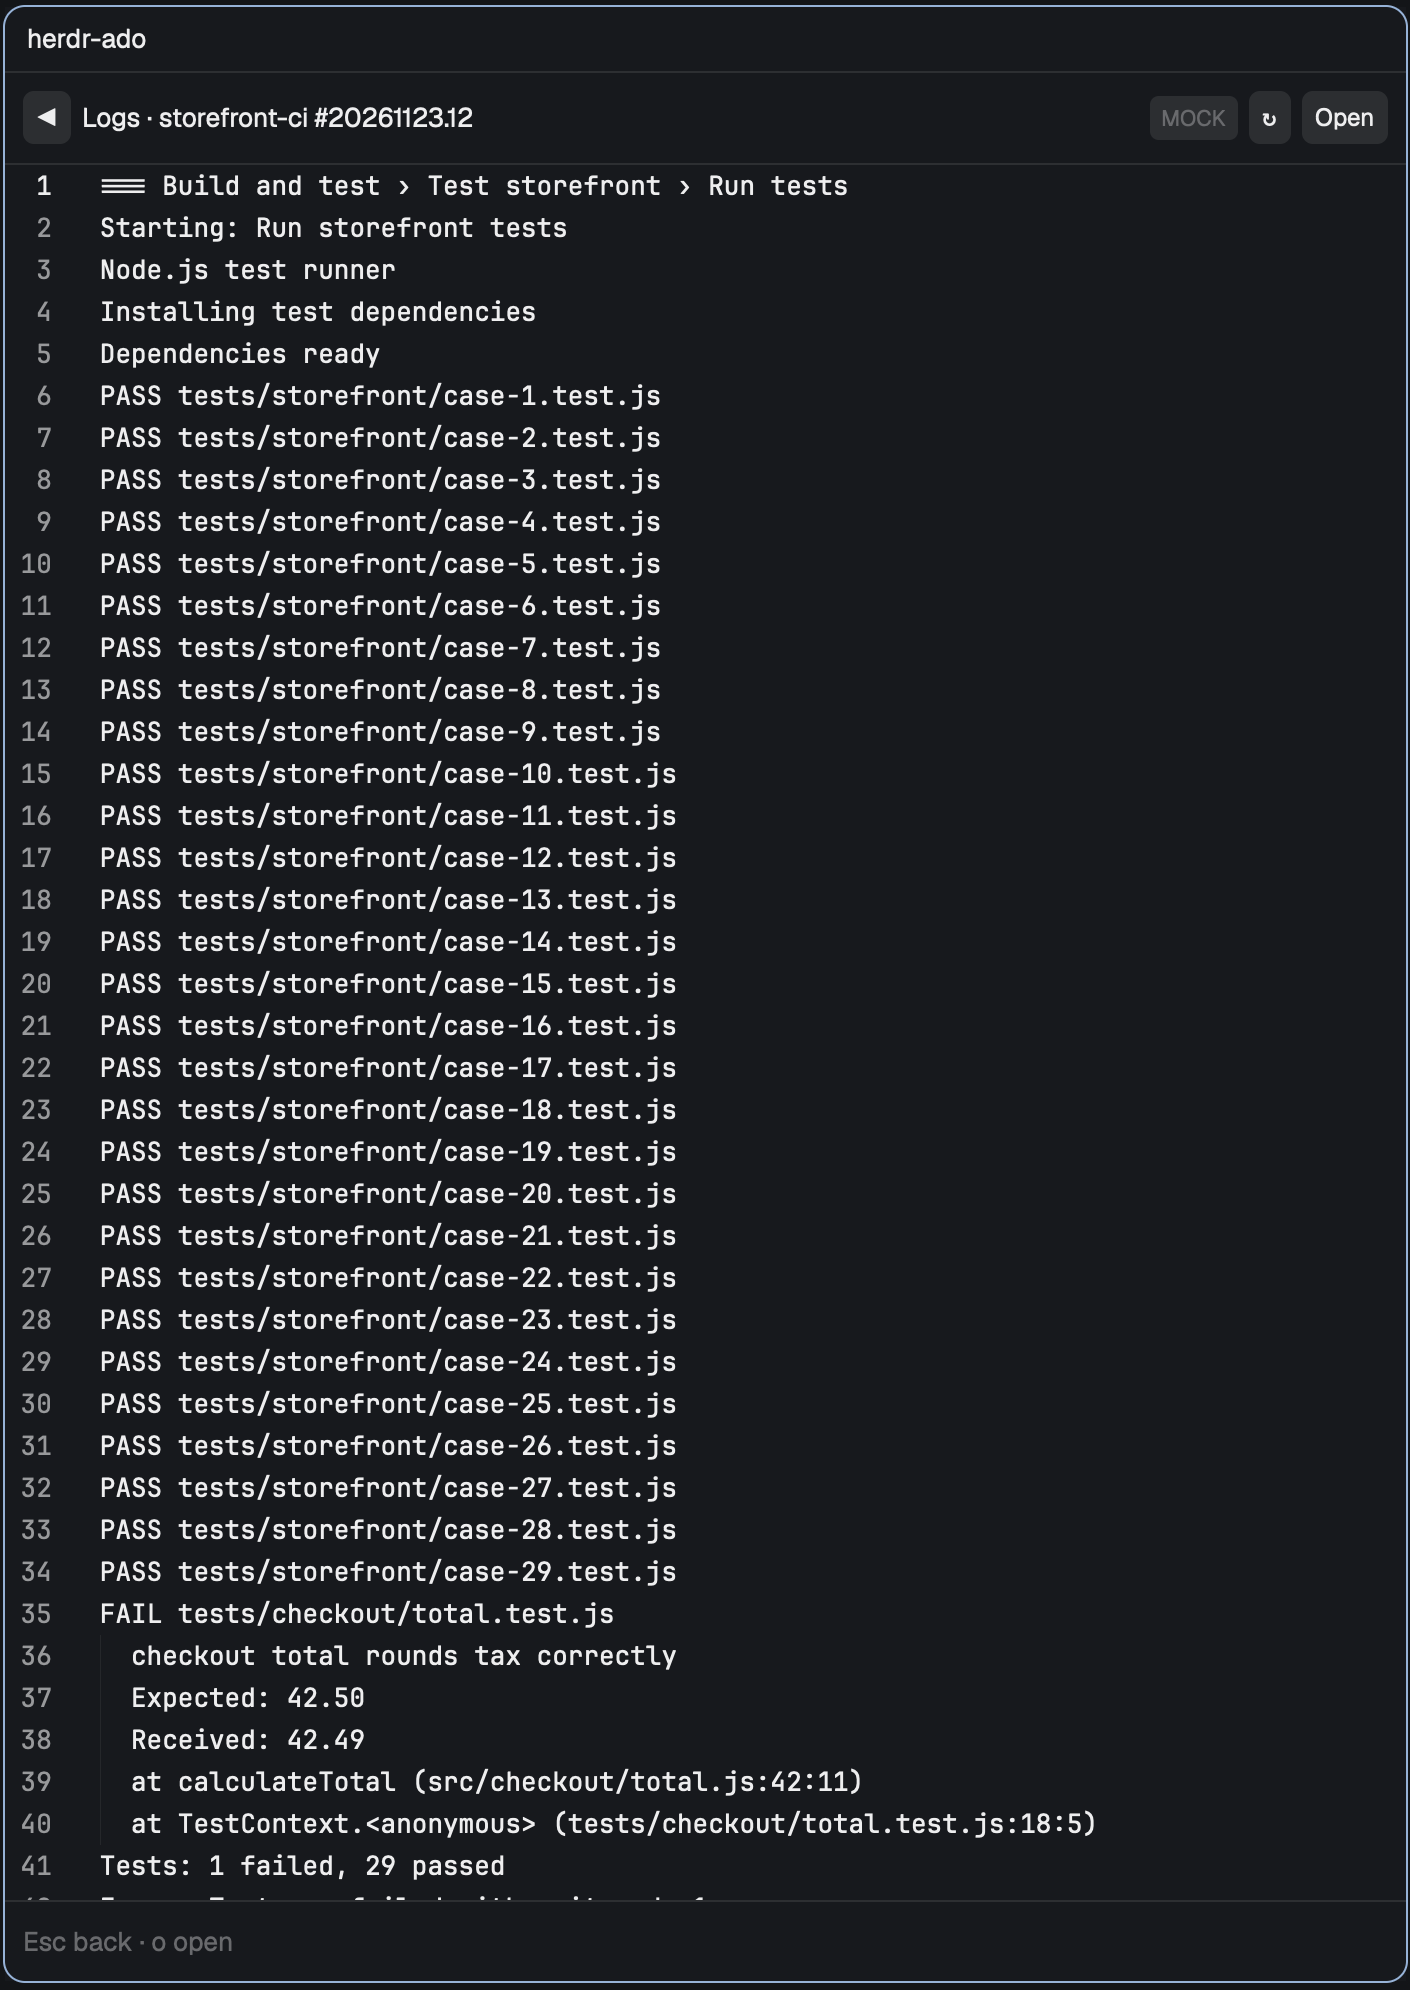 herdr-ado
◀ Logs · storefront-ci #20261123.12 MOCK ↻ Open
1 === Build and test › Test storefront › Run tests
2 Starting: Run storefront tests
3 Node.js test runner
4 Installing test dependencies
5 Dependencies ready
6 PASS tests/storefront/case-1.test.js
7 PASS tests/storefront/case-2.test.js
8 PASS tests/storefront/case-3.test.js
9 PASS tests/storefront/case-4.test.js
10 PASS tests/storefront/case-5.test.js
11 PASS tests/storefront/case-6.test.js
12 PASS tests/storefront/case-7.test.js
13 PASS tests/storefront/case-8.test.js
14 PASS tests/storefront/case-9.test.js
15 PASS tests/storefront/case-10.test.js
16 PASS tests/storefront/case-11.test.js
17 PASS tests/storefront/case-12.test.js
18 PASS tests/storefront/case-13.test.js
19 PASS tests/storefront/case-14.test.js
20 PASS tests/storefront/case-15.test.js
21 PASS tests/storefront/case-16.test.js
22 PASS tests/storefront/case-17.test.js
23 PASS tests/storefront/case-18.test.js
24 PASS tests/storefront/case-19.test.js
25 PASS tests/storefront/case-20.test.js
26 PASS tests/storefront/case-21.test.js
27 PASS tests/storefront/case-22.test.js
28 PASS tests/storefront/case-23.test.js
29 PASS tests/storefront/case-24.test.js
30 PASS tests/storefront/case-25.test.js
31 PASS tests/storefront/case-26.test.js
32 PASS tests/storefront/case-27.test.js
33 PASS tests/storefront/case-28.test.js
34 PASS tests/storefront/case-29.test.js
35 FAIL tests/checkout/total.test.js
36 checkout total rounds tax correctly
37 Expected: 42.50
38 Received: 42.49
39 at calculateTotal (src/checkout/total.js:42:11)
40 at TestContext.<anonymous> (tests/checkout/total.test.js:18:5)
41 Tests: 1 failed, 29 passed
Esc back · o open